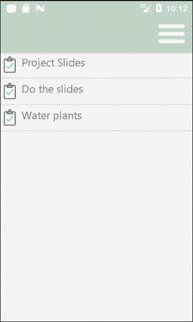 10:12
Project Slides
Do the slides
Water plants